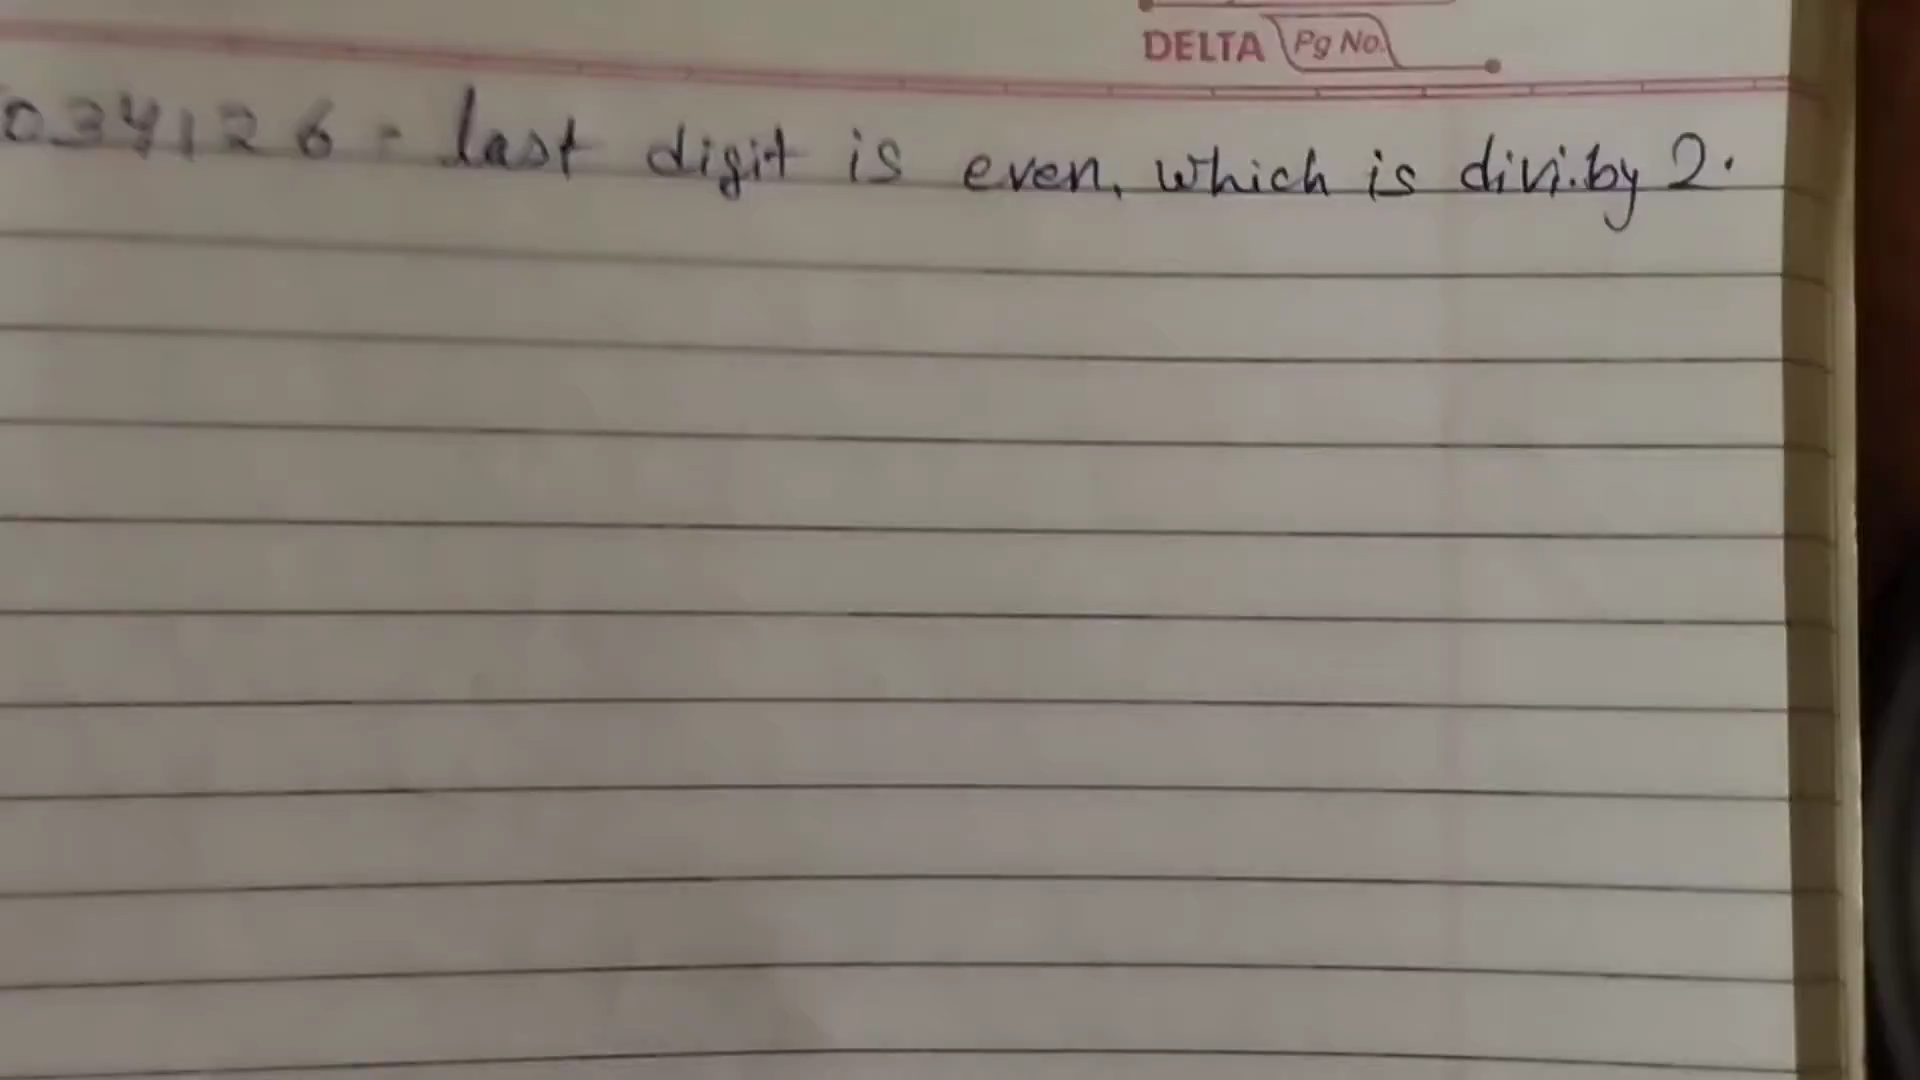 DELTA Pg No.
034126 - last digit is even, which is divi. by 2.